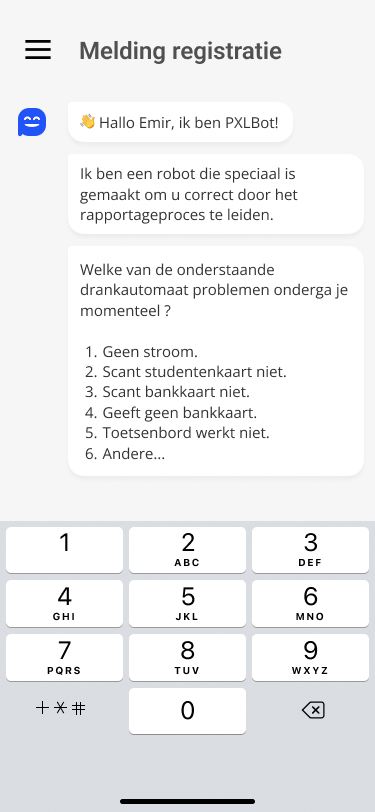 Melding registratie
👋 Hallo Emir, ik ben PXLBot!
Ik ben een robot die speciaal is
gemaakt om u correct door het
rapportageproces te leiden.
Welke van de onderstaande
drankautomaat problemen onderga je
momenteel ?
1. Geen stroom.
2. Scant studentenkaart niet.
3. Scant bankkaart niet.
4. Geeft geen bankkaart.
5. Toetsenbord werkt niet.
6. Andere...
1 2 3
ABC DEF
4 5 6
GHI JKL MNO
7 8 9
PQRS TUV WXYZ
+*# 0